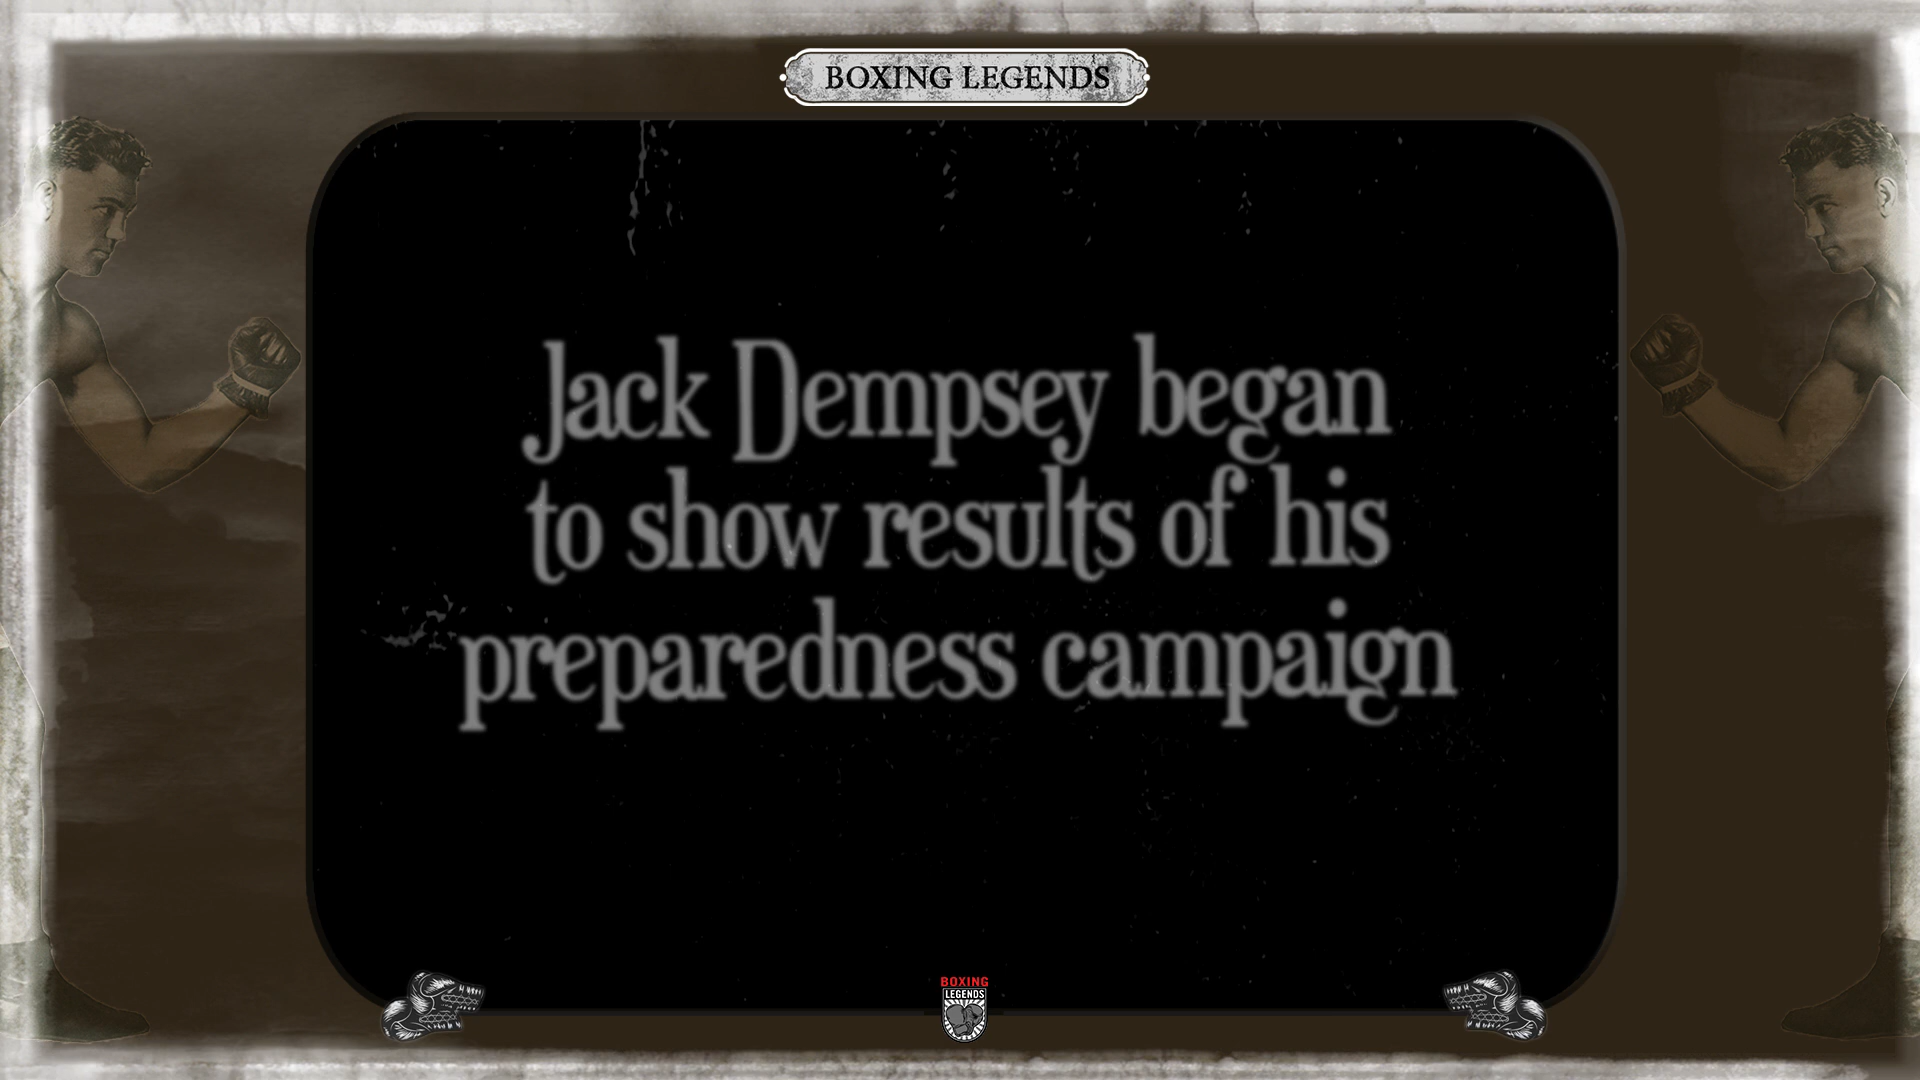 BOXING LEGENDS
Jack Dempsey began
to show results of his
preparedness campaign
BOXING
LEGENDS